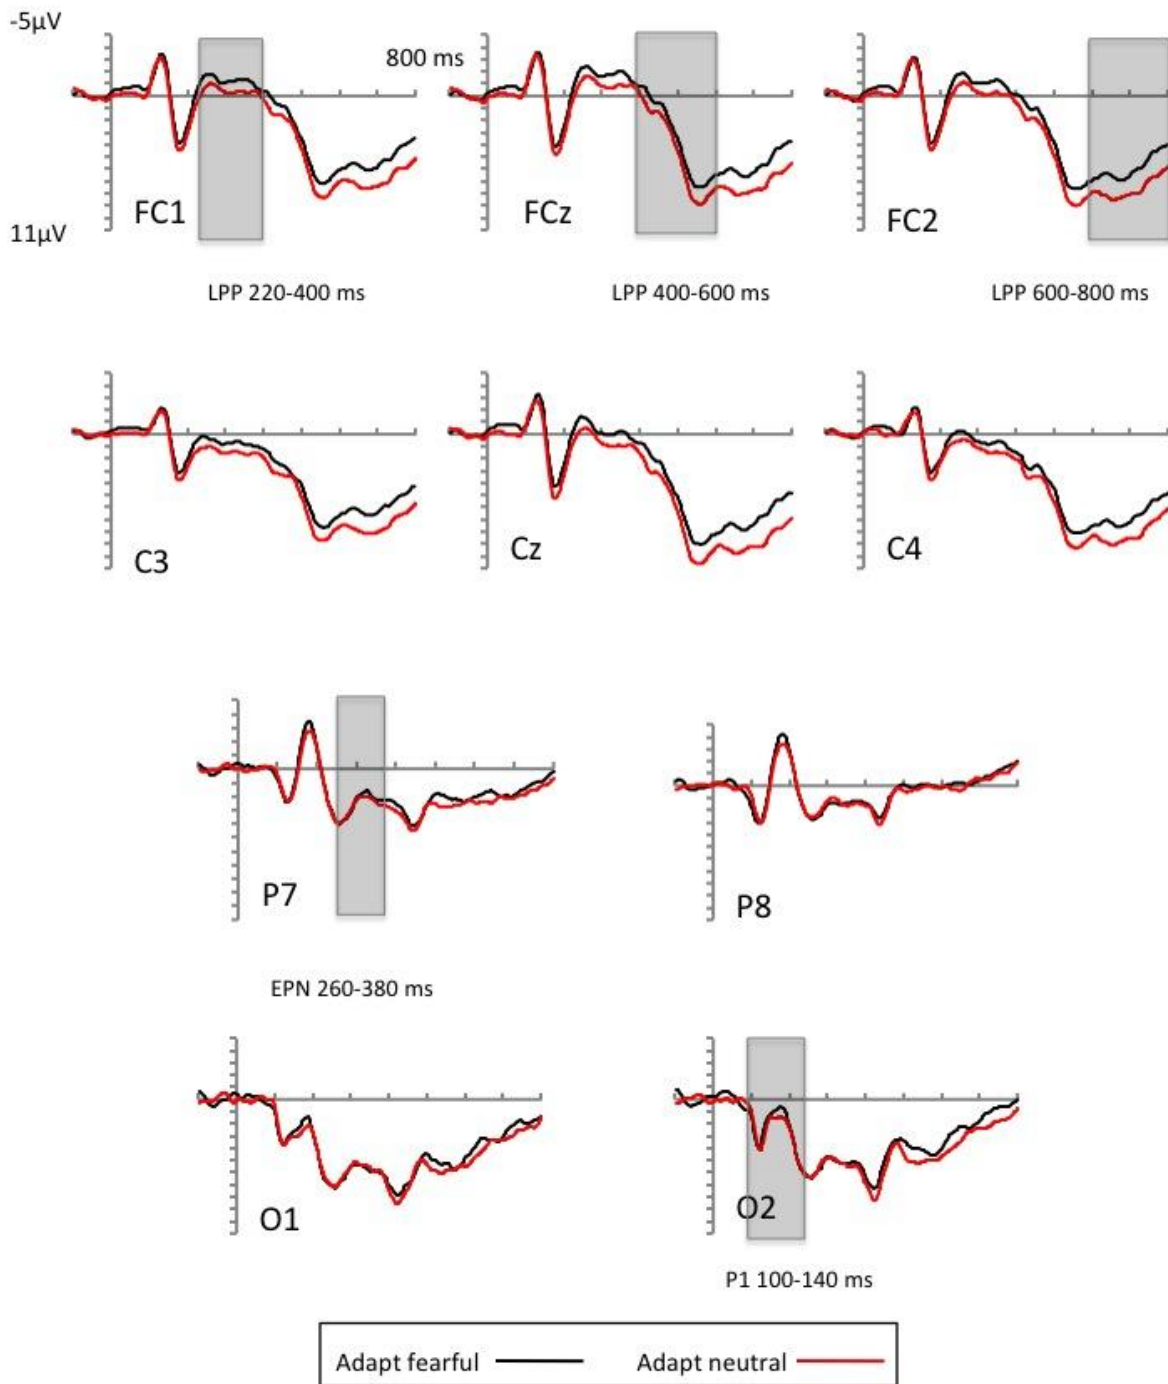 -5µV
800 ms
FC1
FCz
FC2
11µV
LPP 220-400 ms
LPP 400-600 ms
LPP 600-800 ms
C3
Cz
C4
P7
P8
EPN 260-380 ms
O1
O2
P1 100-140 ms
Adapt fearful
Adapt neutral